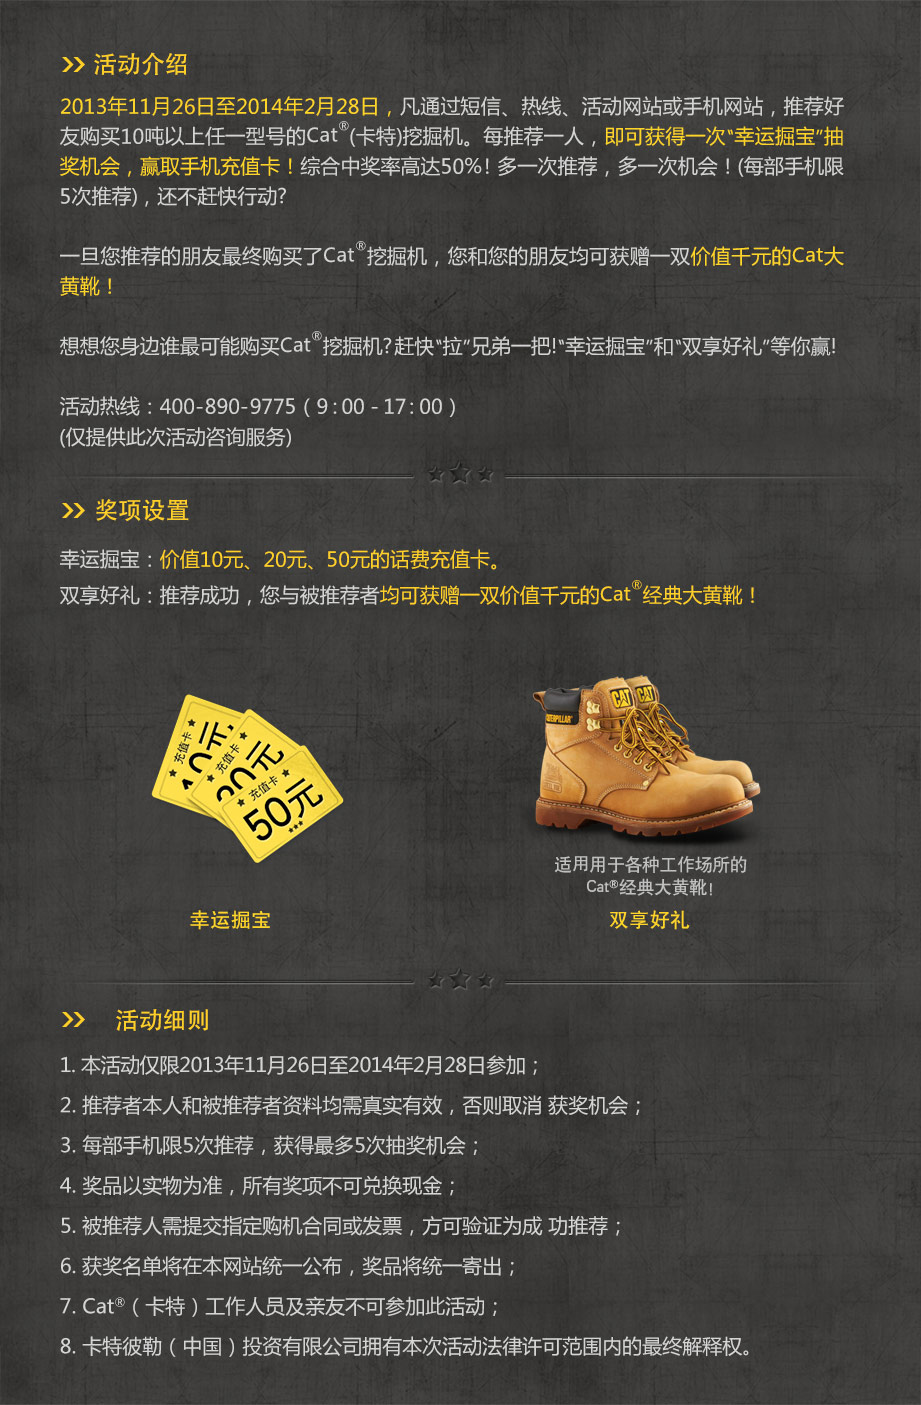 活动介绍
2013年11月26日至2014年2月28日，凡通过短信、热线、活动网站或手机网站，推荐好
友购买10吨以上任一型号的Cat®(卡特)挖掘机。每推荐一人，即可获得一次“幸运掘宝”抽
奖机会，赢取手机充值卡！综合中奖率高达50%！多一次推荐，多一次机会！(每部手机限
5次推荐)，还不赶快行动?
一旦您推荐的朋友最终购买了Cat®挖掘机，您和您的朋友均可获赠一双价值千元的Cat大
黄靴！
想想您身边谁最可能购买Cat®挖掘机?赶快“拉”兄弟一把!“幸运掘宝”和“双享好礼”等你赢!
活动热线：400-890-9775（9:00-17:00）
(仅提供此次活动咨询服务)
奖项设置
幸运掘宝：价值10元、20元、50元的话费充值卡。
双享好礼：推荐成功，您与被推荐者均可获赠一双价值千元的Cat®经典大黄靴！
充值卡
10元
充值卡
20元
充值卡
50元
CAT CAT
CATERPILLAR
适用用于各种工作场所的
Cat®经典大黄靴!
幸运掘宝
双享好礼
活动细则
1. 本活动仅限2013年11月26日至2014年2月28日参加；
2. 推荐者本人和被推荐者资料均需真实有效，否则取消 获奖机会；
3. 每部手机限5次推荐，获得最多5次抽奖机会；
4. 奖品以实物为准，所有奖项不可兑换现金；
5. 被推荐人需提交指定购机合同或发票，方可验证为成 功推荐；
6. 获奖名单将在本网站统一公布，奖品将统一寄出；
7. Cat®（卡特）工作人员及亲友不可参加此活动；
8. 卡特彼勒（中国）投资有限公司拥有本次活动法律许可范围内的最终解释权。